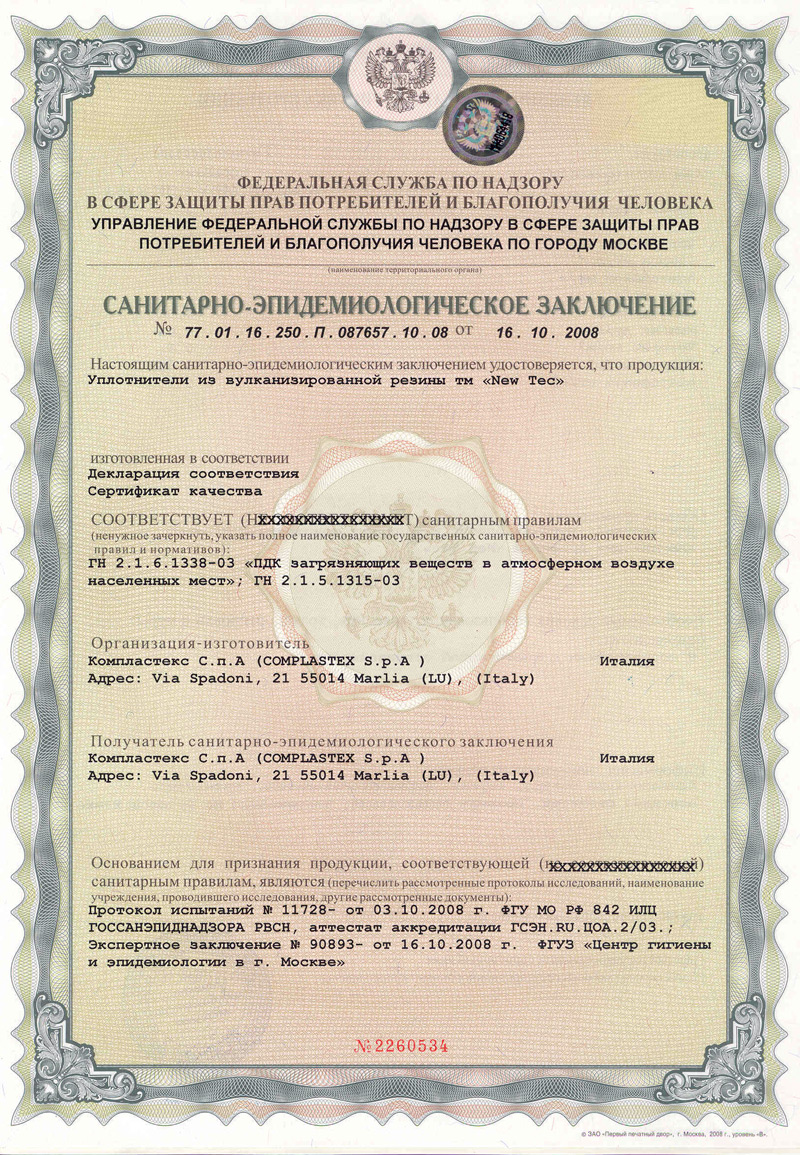 ФЕДЕРАЛЬНАЯ СЛУЖБА ПО НАДЗОРУ
В СФЕРЕ ЗАЩИТЫ ПРАВ ПОТРЕБИТЕЛЕЙ И БЛАГОПОЛУЧИЯ ЧЕЛОВЕКА
УПРАВЛЕНИЕ ФЕДЕРАЛЬНОЙ СЛУЖБЫ ПО НАДЗОРУ В СФЕРЕ ЗАЩИТЫ ПРАВ
ПОТРЕБИТЕЛЕЙ И БЛАГОПОЛУЧИЯ ЧЕЛОВЕКА ПО ГОРОДУ МОСКВЕ
(наименование территориального органа)
САНИТАРНО-ЭПИДЕМИОЛОГИЧЕСКОЕ ЗАКЛЮЧЕНИЕ
№ 77.01.16.250.П.087657.10.08 от 16.10.2008
Настоящим санитарно-эпидемиологическим заключением удостоверяется, что продукция:
Уплотнители из вулканизированной резины тм «New Tec»
изготовленная в соответствии
Декларация соответствия
Сертификат качества
СООТВЕТСТВУЕТ (НЕ СООТВЕТСТВУЕТ) санитарным правилам
(ненужное зачеркнуть, указать полное наименование государственных санитарно-эпидемиологических
правил и нормативов):
ГН 2.1.6.1338-03 «ПДК загрязняющих веществ в атмосферном воздухе
населенных мест»; ГН 2.1.5.1315-03
Организация-изготовитель
Компластекс С.п.А (COMPLASTEX S.p.A ) Италия
Адрес: Via Spadoni, 21 55014 Marlia (LU), (Italy)
Получатель санитарно-эпидемиологического заключения
Компластекс С.п.А (COMPLASTEX S.p.A ) Италия
Адрес: Via Spadoni, 21 55014 Marlia (LU), (Italy)
Основанием для признания продукции, соответствующей (не соответствующей)
санитарным правилам, являются (перечислить рассмотренные протоколы исследований, наименование
учреждения, проводившего исследования, другие рассмотренные документы):
Протокол испытаний № 11728- от 03.10.2008 г. ФГУ МО РФ 842 ИЛЦ
ГОССАНЭПИДНАДЗОРА РВСН, аттестат аккредитации ГСЭН.RU.ЦОА.2/03.;
Экспертное заключение № 90893- от 16.10.2008 г. ФГУЗ «Центр гигиены
и эпидемиологии в г. Москве»
№2260534
© ЗАО «Первый печатный двор», г. Москва, 2008 г., уровень «В».